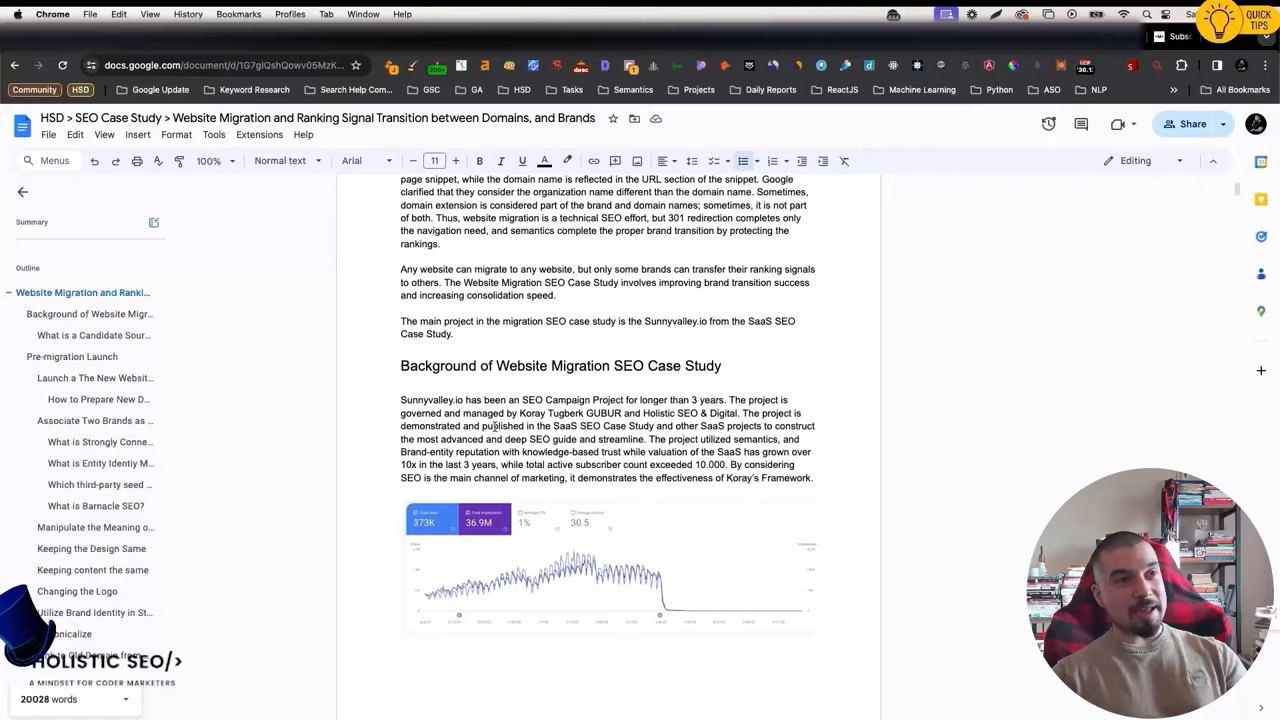 Chrome File Edit View History Bookmarks Profiles Tab Window Help
QUICK
TIPS
docs.google.com/document/d/1G7glQshQowv05MzK...
Community HSD Google Update Keyword Research Search Help Com... GSC GA HSD Tasks Semantics Projects Daily Reports ReactJS Machine Learning Python ASO NLP » All Bookmarks
HSD > SEO Case Study > Website Migration and Ranking Signal Transition between Domains, and Brands
File Edit View Insert Format Tools Extensions Help
Share
Menus 100% Normal text Arial 11 Editing
Summary
Outline
Website Migration and Ranki...
Background of Website Migr...
What is a Candidate Sour...
Pre-migration Launch
Launch a The New Websit...
How to Prepare New D...
Associate Two Brands as ...
What is Strongly Conne...
What is Entity Identiy M...
Which third-party seed ...
What is Barnacle SEO?
Manipulate the Meaning o...
Keeping the Design Same
Keeping content the same
Changing the Logo
Utilize Brand Identity in St...
20028 words
HOLISTIC SEO/>
A MINDSET FOR CODER MARKETERS
page snippet, while the domain name is reflected in the URL section of the snippet. Google
clarified that they consider the organization name different than the domain name. Sometimes,
domain extension is considered part of the brand and domain names; sometimes, it is not part
of both. Thus, website migration is a technical SEO effort, but 301 redirection completes only
the navigation need, and semantics complete the proper brand transition by protecting the
rankings.
Any website can migrate to any website, but only some brands can transfer their ranking signals
to others. The Website Migration SEO Case Study involves improving brand transition success
and increasing consolidation speed.
The main project in the migration SEO case study is the Sunnyvalley.io from the SaaS SEO
Case Study.
Background of Website Migration SEO Case Study
Sunnyvalley.io has been an SEO Campaign Project for longer than 3 years. The project is
governed and managed by Koray Tugberk GUBUR and Holistic SEO & Digital. The project is
demonstrated and published in the SaaS SEO Case Study and other SaaS projects to construct
the most advanced and deep SEO guide and streamline. The project utilized semantics, and
Brand-entity reputation with knowledge-based trust while valuation of the SaaS has grown over
10x in the last 3 years, while total active subscriber count exceeded 10.000. By considering
SEO is the main channel of marketing, it demonstrates the effectiveness of Koray's Framework.
373K 36.9M 1% 30.5